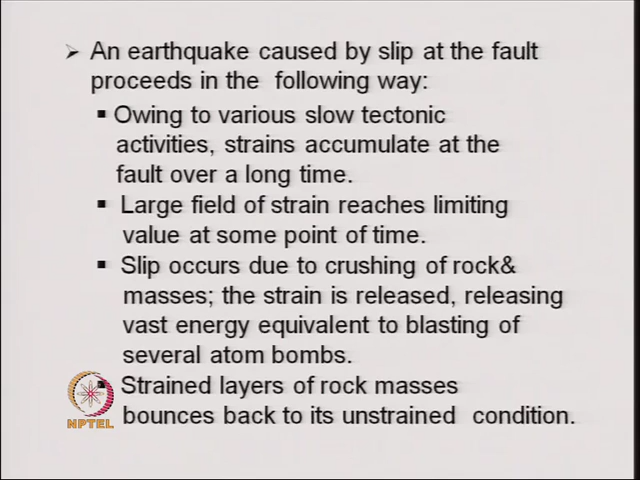 ➢ An earthquake caused by slip at the fault
proceeds in the following way:
▪ Owing to various slow tectonic
activities, strains accumulate at the
fault over a long time.
▪ Large field of strain reaches limiting
value at some point of time.
▪ Slip occurs due to crushing of rock&
masses; the strain is released, releasing
vast energy equivalent to blasting of
several atom bombs.
▪ Strained layers of rock masses
bounces back to its unstrained condition.
NPTEL